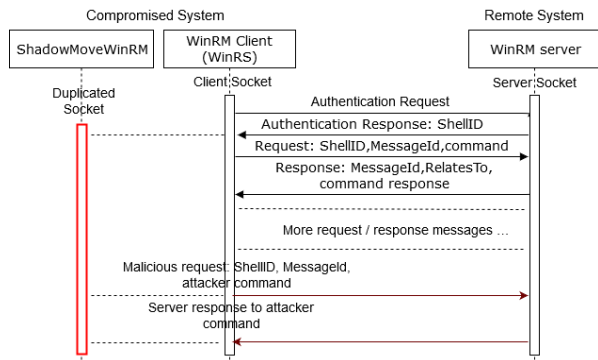 Compromised System
Remote System
ShadowMoveWinRM
WinRM Client
(WinRS)
WinRM server
Client Socket
Server Socket
Duplicated
Socket
Authentication Request
Authentication Response: ShellID
Request: ShellID,MessageId,command
Response: MessageId,RelatesTo,
command response
More request / response messages ...
Malicious request: ShellID, MessageId,
attacker command
Server response to attacker
command